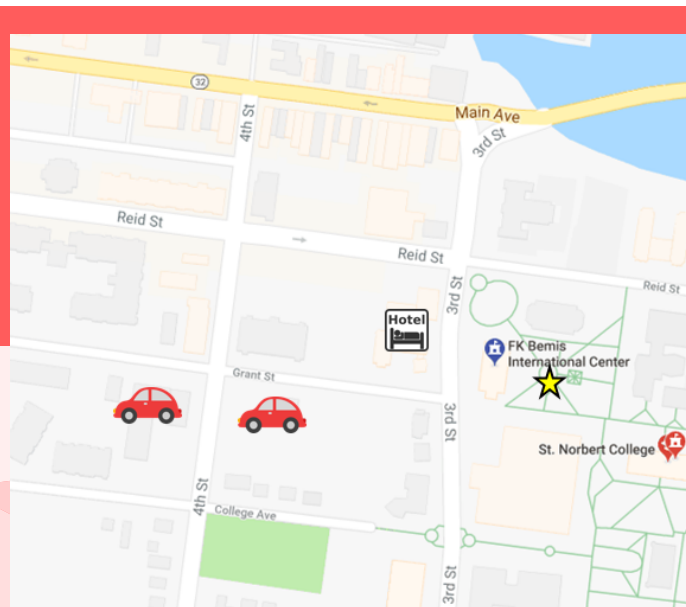 32
Main Ave
4th St
3rd St
Reid St
Reid St
3rd St
Reid St
Hotel
FK Bemis
International Center
Grant St
3rd St
St. Norbert College
4th St
College Ave
3rd St